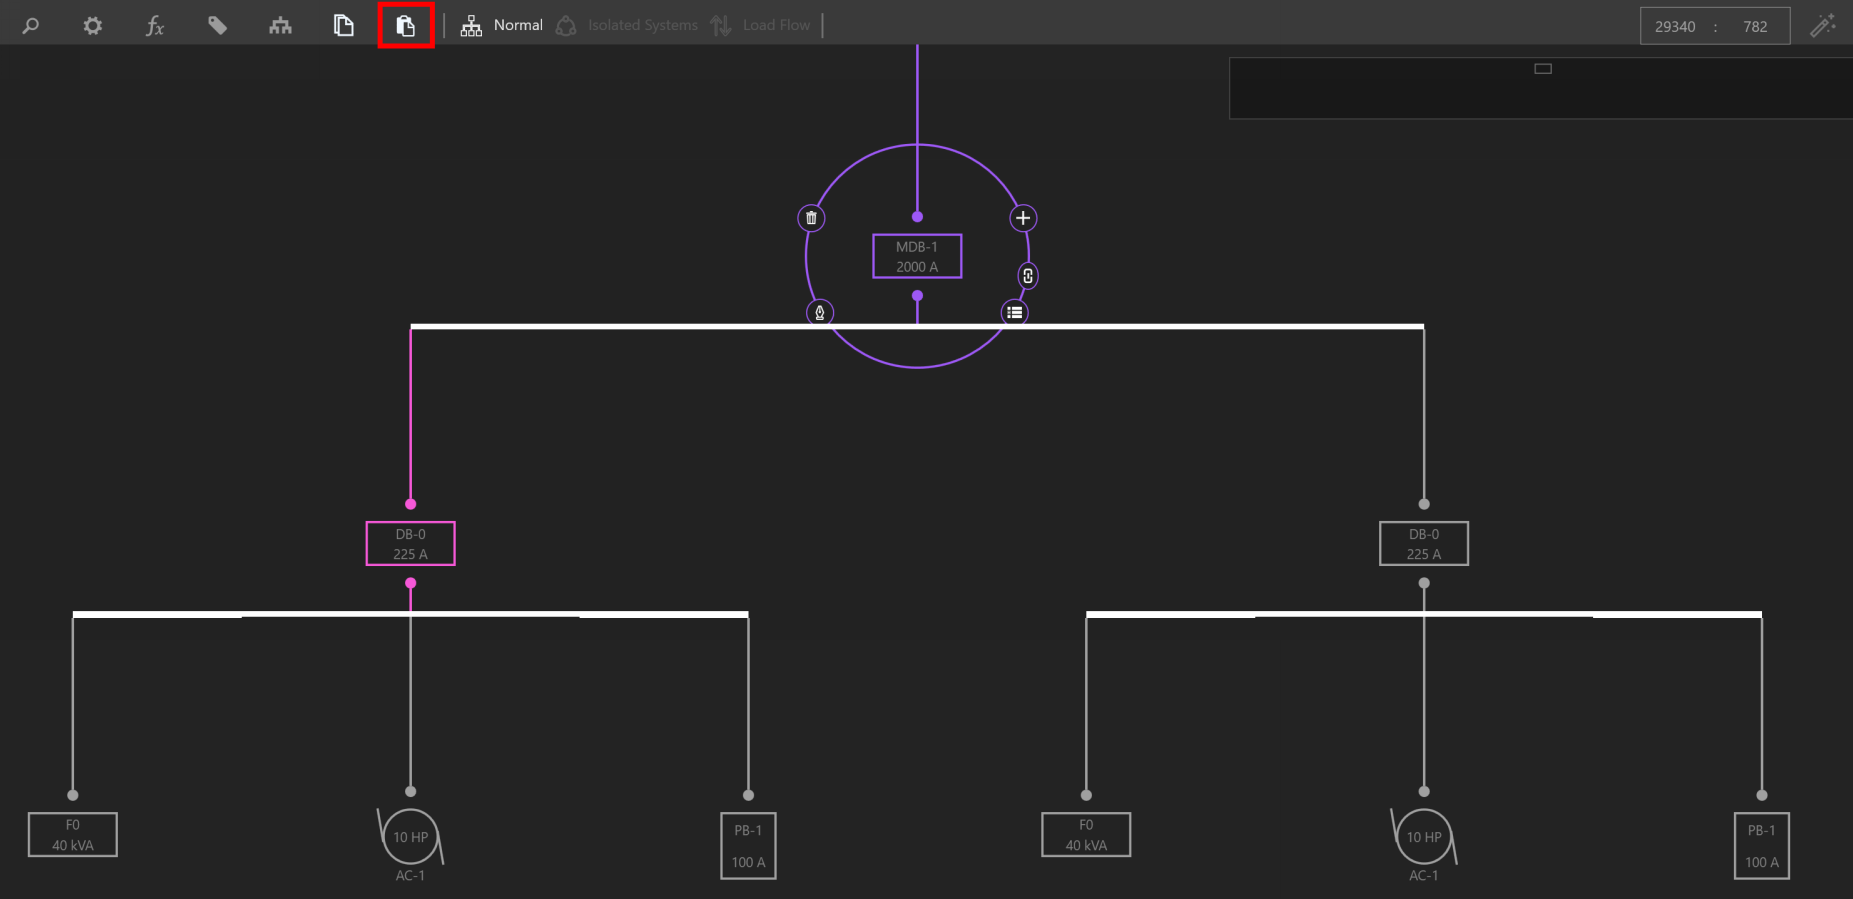 fx
Normal
Isolated Systems
Load Flow
29340 : 782
MDB-1
2000 A
DB-0
225 A
DB-0
225 A
F0
40 kVA
10 HP
AC-1
PB-1
100 A
F0
40 kVA
10 HP
AC-1
PB-1
100 A